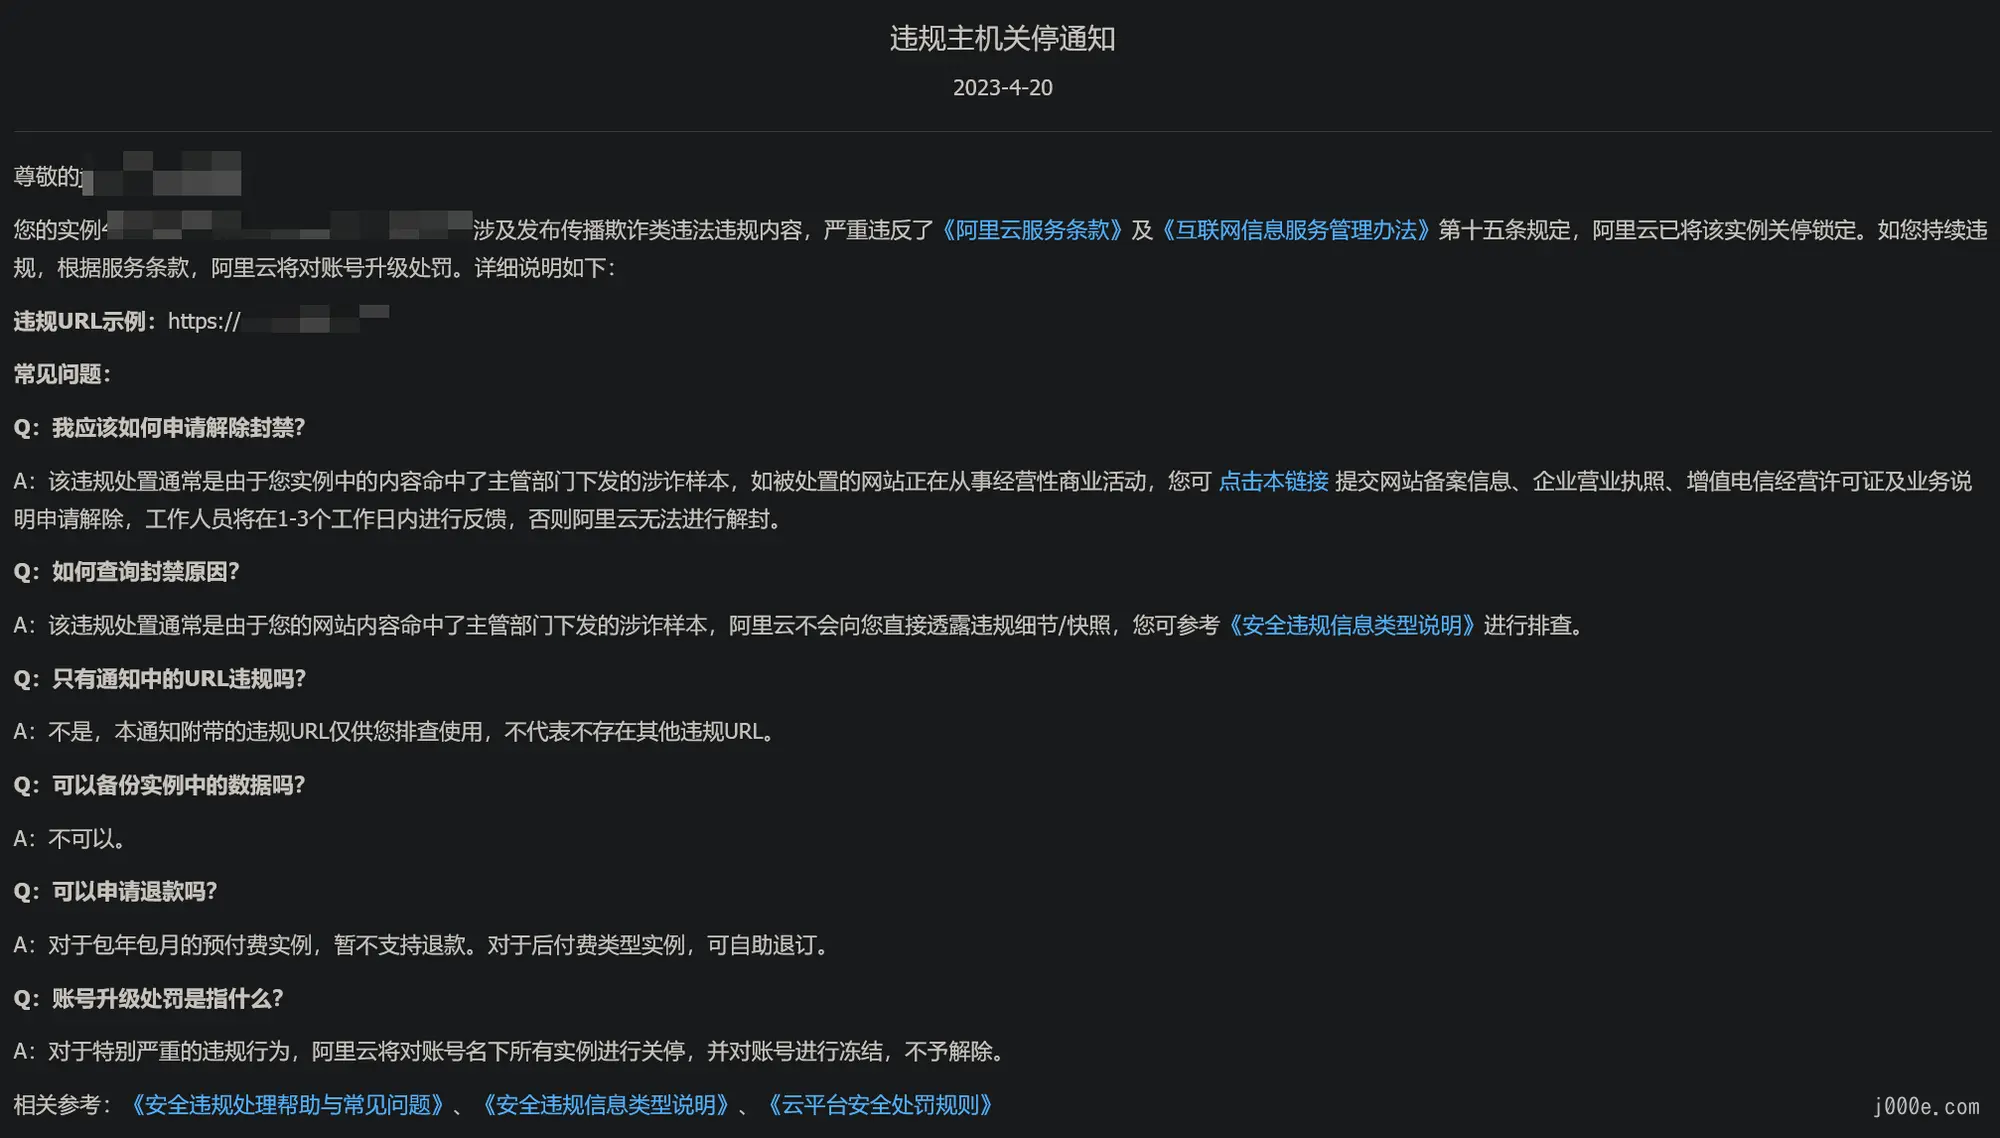 违规主机关停通知
2023-4-20
尊敬的j
您的实例 涉及发布传播欺诈类违法违规内容，严重违反了《阿里云服务条款》及《互联网信息服务管理办法》第十五条规定，阿里云已将该实例关停锁定。如您持续违
规，根据服务条款，阿里云将对账号升级处罚。详细说明如下：
违规URL示例：https://
常见问题：
Q：我应该如何申请解除封禁？
A：该违规处置通常是由于您实例中的内容命中了主管部门下发的涉诈样本，如被处置的网站正在从事经营性商业活动，您可 点击本链接 提交网站备案信息、企业营业执照、增值电信经营许可证及业务说
明申请解除，工作人员将在1-3个工作日内进行反馈，否则阿里云无法进行解封。
Q：如何查询封禁原因？
A：该违规处置通常是由于您的网站内容命中了主管部门下发的涉诈样本，阿里云不会向您直接透露违规细节/快照，您可参考《安全违规信息类型说明》进行排查。
Q：只有通知中的URL违规吗？
A：不是，本通知附带的违规URL仅供您排查使用，不代表不存在其他违规URL。
Q：可以备份实例中的数据吗？
A：不可以。
Q：可以申请退款吗？
A：对于包年包月的预付费实例，暂不支持退款。对于后付费类型实例，可自助退订。
Q：账号升级处罚是指什么？
A：对于特别严重的违规行为，阿里云将对账号名下所有实例进行关停，并对账号进行冻结，不予解除。
相关参考：《安全违规处理帮助与常见问题》、《安全违规信息类型说明》、《云平台安全处罚规则》
j000e.com